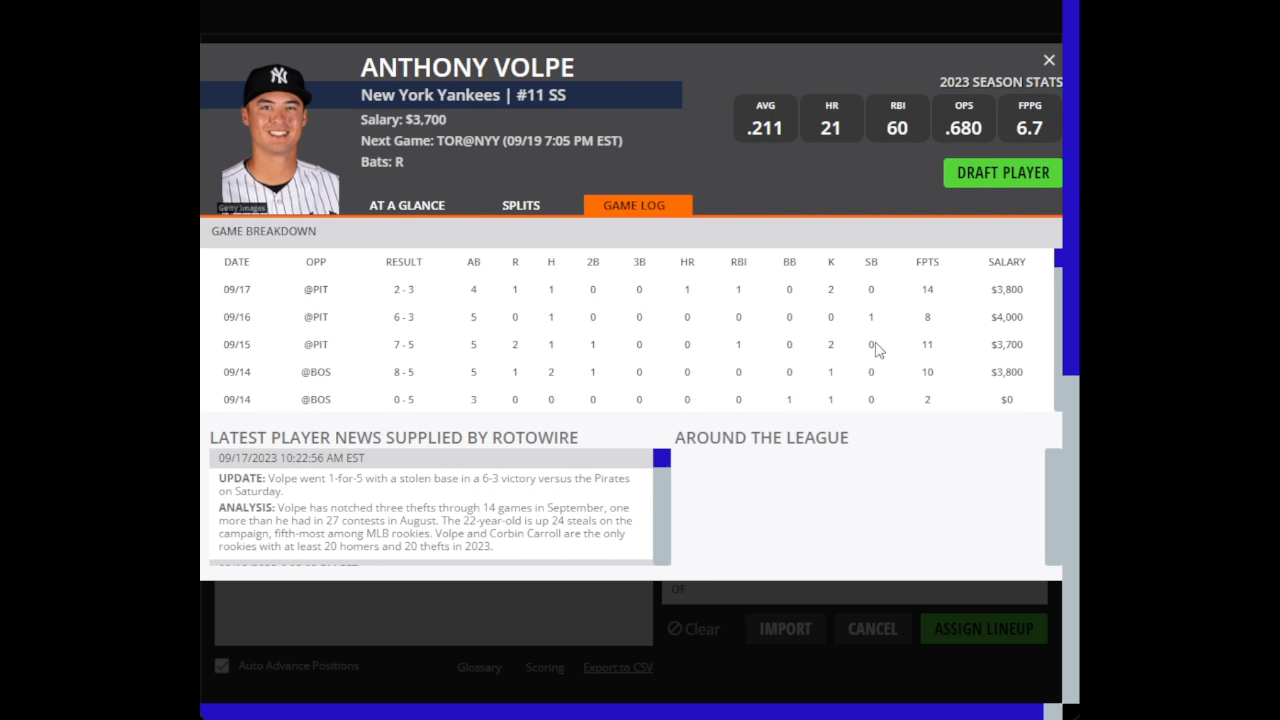 ANTHONY VOLPE
New York Yankees | #11 SS
Salary: $3,700
Next Game: TOR@NYY (09/19 7:05 PM EST)
Bats: R
Getty Images
2023 SEASON STATS
AVG HR RBI OPS FPPG
.211 21 60 .680 6.7
DRAFT PLAYER
AT A GLANCE SPLITS GAME LOG
GAME BREAKDOWN
DATE OPP RESULT AB R H 2B 3B HR RBI BB K SB FPTS SALARY
09/17 @PIT 2 - 3 4 1 1 0 0 1 1 0 2 0 14 $3,800
09/16 @PIT 6 - 3 5 0 1 0 0 0 0 0 0 1 8 $4,000
09/15 @PIT 7 - 5 5 2 1 1 0 0 1 0 2 0 11 $3,700
09/14 @BOS 8 - 5 5 1 2 1 0 0 0 0 1 0 10 $3,800
09/14 @BOS 0 - 5 3 0 0 0 0 0 0 1 1 0 2 $0
LATEST PLAYER NEWS SUPPLIED BY ROTOWIRE
09/17/2023 10:22:56 AM EST
UPDATE: Volpe went 1-for-5 with a stolen base in a 6-3 victory versus the Pirates
on Saturday.
ANALYSIS: Volpe has notched three thefts through 14 games in September, one
more than he had in 27 contests in August. The 22-year-old is up 24 steals on the
campaign, fifth-most among MLB rookies. Volpe and Corbin Carroll are the only
rookies with at least 20 homers and 20 thefts in 2023.
AROUND THE LEAGUE
OF
Clear IMPORT CANCEL ASSIGN LINEUP
Auto Advance Positions Glossary Scoring Export to CSV